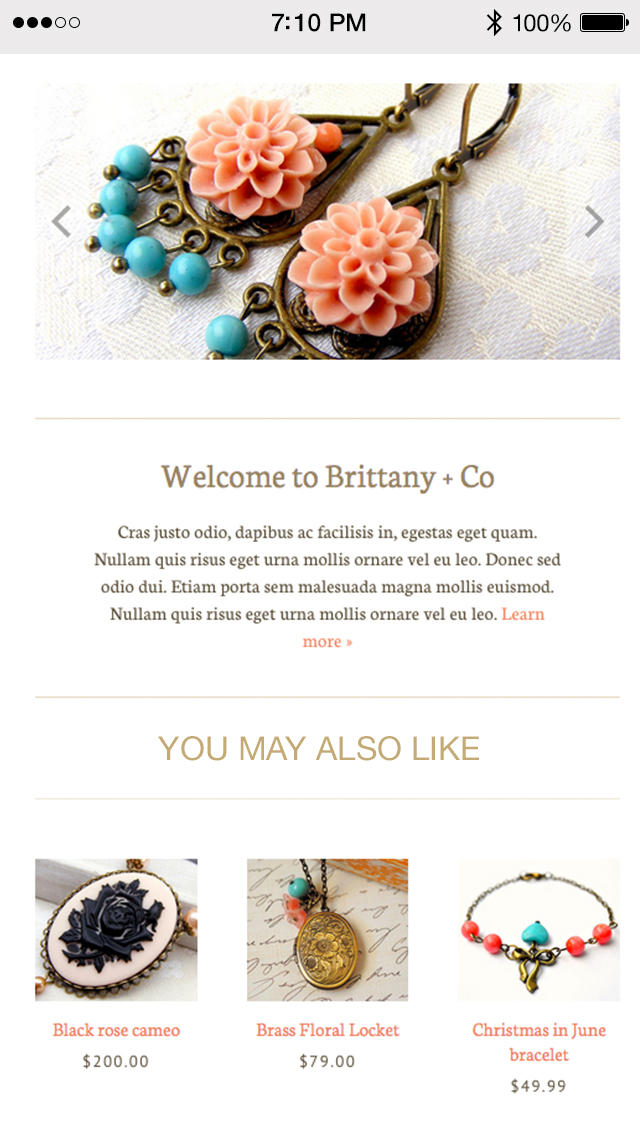 7:10 PM 100%
Welcome to Brittany + Co
Cras justo odio, dapibus ac facilisis in, egestas eget quam.
Nullam quis risus eget urna mollis ornare vel eu leo. Donec sed
odio dui. Etiam porta sem malesuada magna mollis euismod.
Nullam quis risus eget urna mollis ornare vel eu leo. Learn
more »
YOU MAY ALSO LIKE
Black rose cameo
$200.00
Brass Floral Locket
$79.00
Christmas in June
bracelet
$49.99